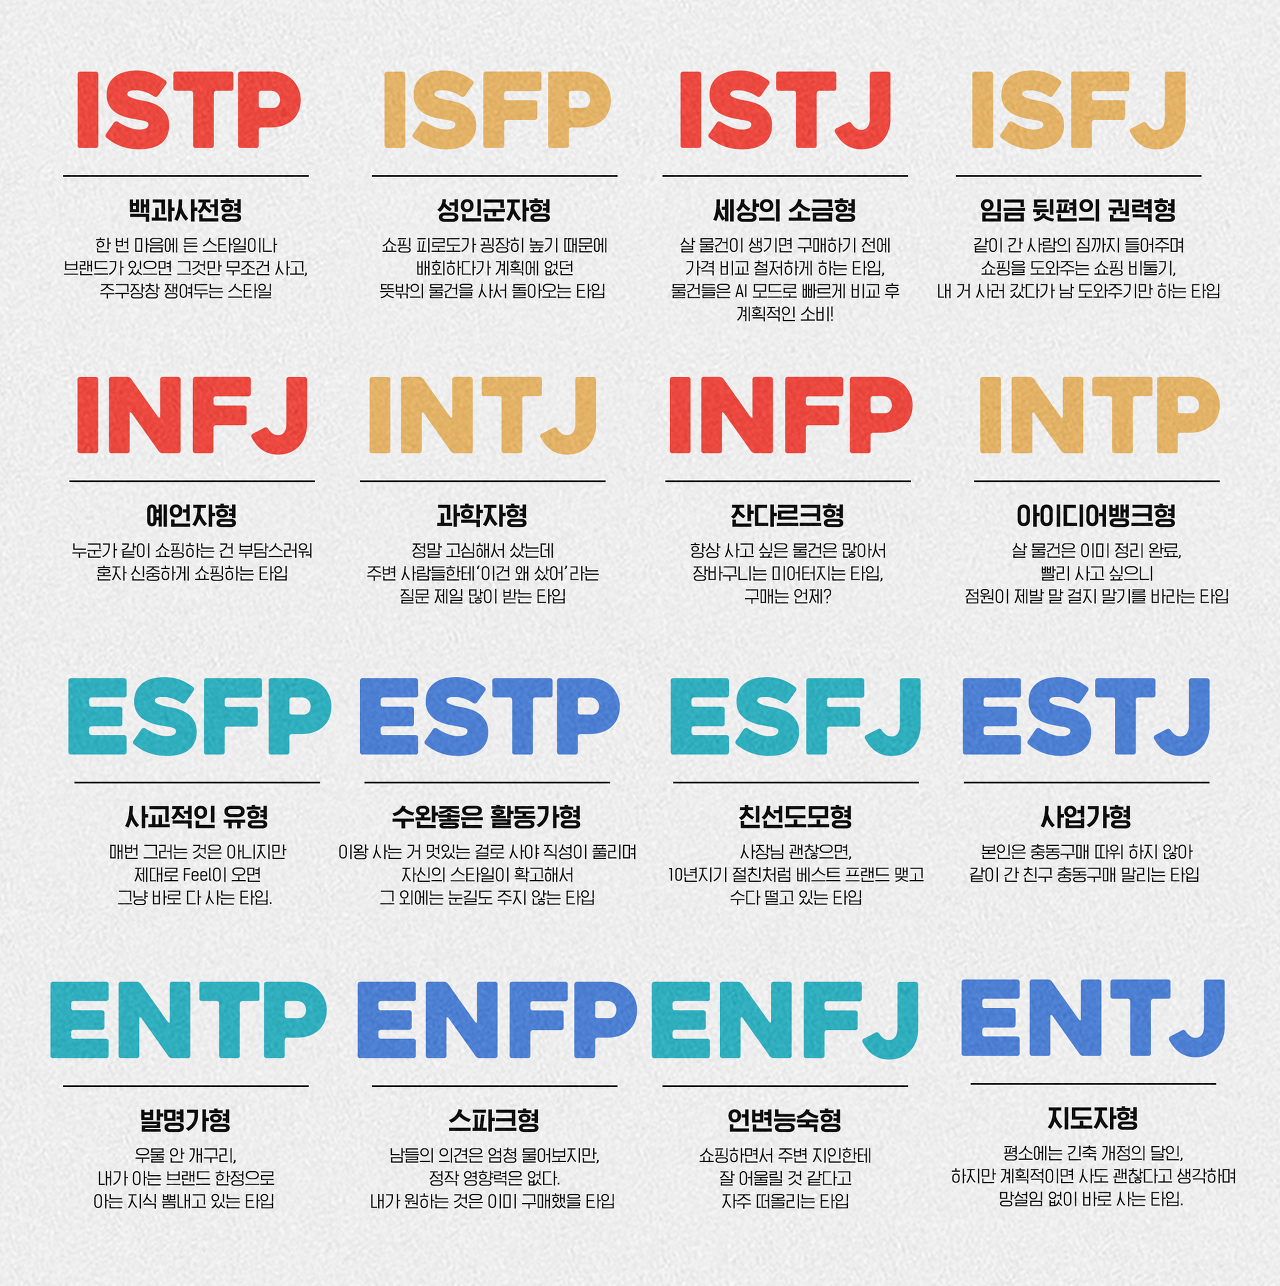 ISTP
백과사전형
한 번 마음에 든 스타일이나
브랜드가 있으면 그것만 무조건 사고,
주구장창 쟁여두는 스타일
ISFP
성인군자형
쇼핑 피로도가 굉장히 높기 때문에
배회하다가 계획에 없던
뜻밖의 물건을 사서 돌아오는 타입
ISTJ
세상의 소금형
살 물건이 생기면 구매하기 전에
가격 비교 철저하게 하는 타입,
물건들은 AI 모드로 빠르게 비교 후
계획적인 소비!
ISFJ
임금 뒷편의 권력형
같이 간 사람의 짐까지 들어주며
쇼핑을 도와주는 쇼핑 비둘기,
내 거 사러 갔다가 남 도와주기만 하는 타입
INFJ
예언자형
누군가 같이 쇼핑하는 건 부담스러워
혼자 신중하게 쇼핑하는 타입
INTJ
과학자형
정말 고심해서 샀는데
주변 사람들한테 '이건 왜 샀어' 라는
질문 제일 많이 받는 타입
INFP
잔다르크형
항상 사고 싶은 물건은 많아서
장바구니는 미어터지는 타입,
구매는 언제?
INTP
아이디어뱅크형
살 물건은 이미 정리 완료,
빨리 사고 싶으니
점원이 제발 말 걸지 말기를 바라는 타입
ESFP
사교적인 유형
매번 그러는 것은 아니지만
제대로 Feel이 오면
그냥 바로 다 사는 타입.
ESTP
수완좋은 활동가형
이왕 사는 거 멋있는 걸로 사야 직성이 풀리며
자신의 스타일이 확고해서
그 외에는 눈길도 주지 않는 타입
ESFJ
친선도모형
사장님 괜찮으면,
10년지기 절친처럼 베스트 프랜드 맺고
수다 떨고 있는 타입
ESTJ
사업가형
본인은 충동구매 따위 하지 않아
같이 간 친구 충동구매 말리는 타입
ENTP
발명가형
우물 안 개구리,
내가 아는 브랜드 한정으로
아는 지식 뽐내고 있는 타입
ENFP
스파크형
남들의 의견은 엄청 물어보지만,
정작 영향력은 없다.
내가 원하는 것은 이미 구매했을 타입
ENFJ
언변능숙형
쇼핑하면서 주변 지인한테
잘 어울릴 것 같다고
자주 떠올리는 타입
ENTJ
지도자형
평소에는 긴축 개정의 달인,
하지만 계획적이면 사도 괜찮다고 생각하며
망설임 없이 바로 사는 타입.